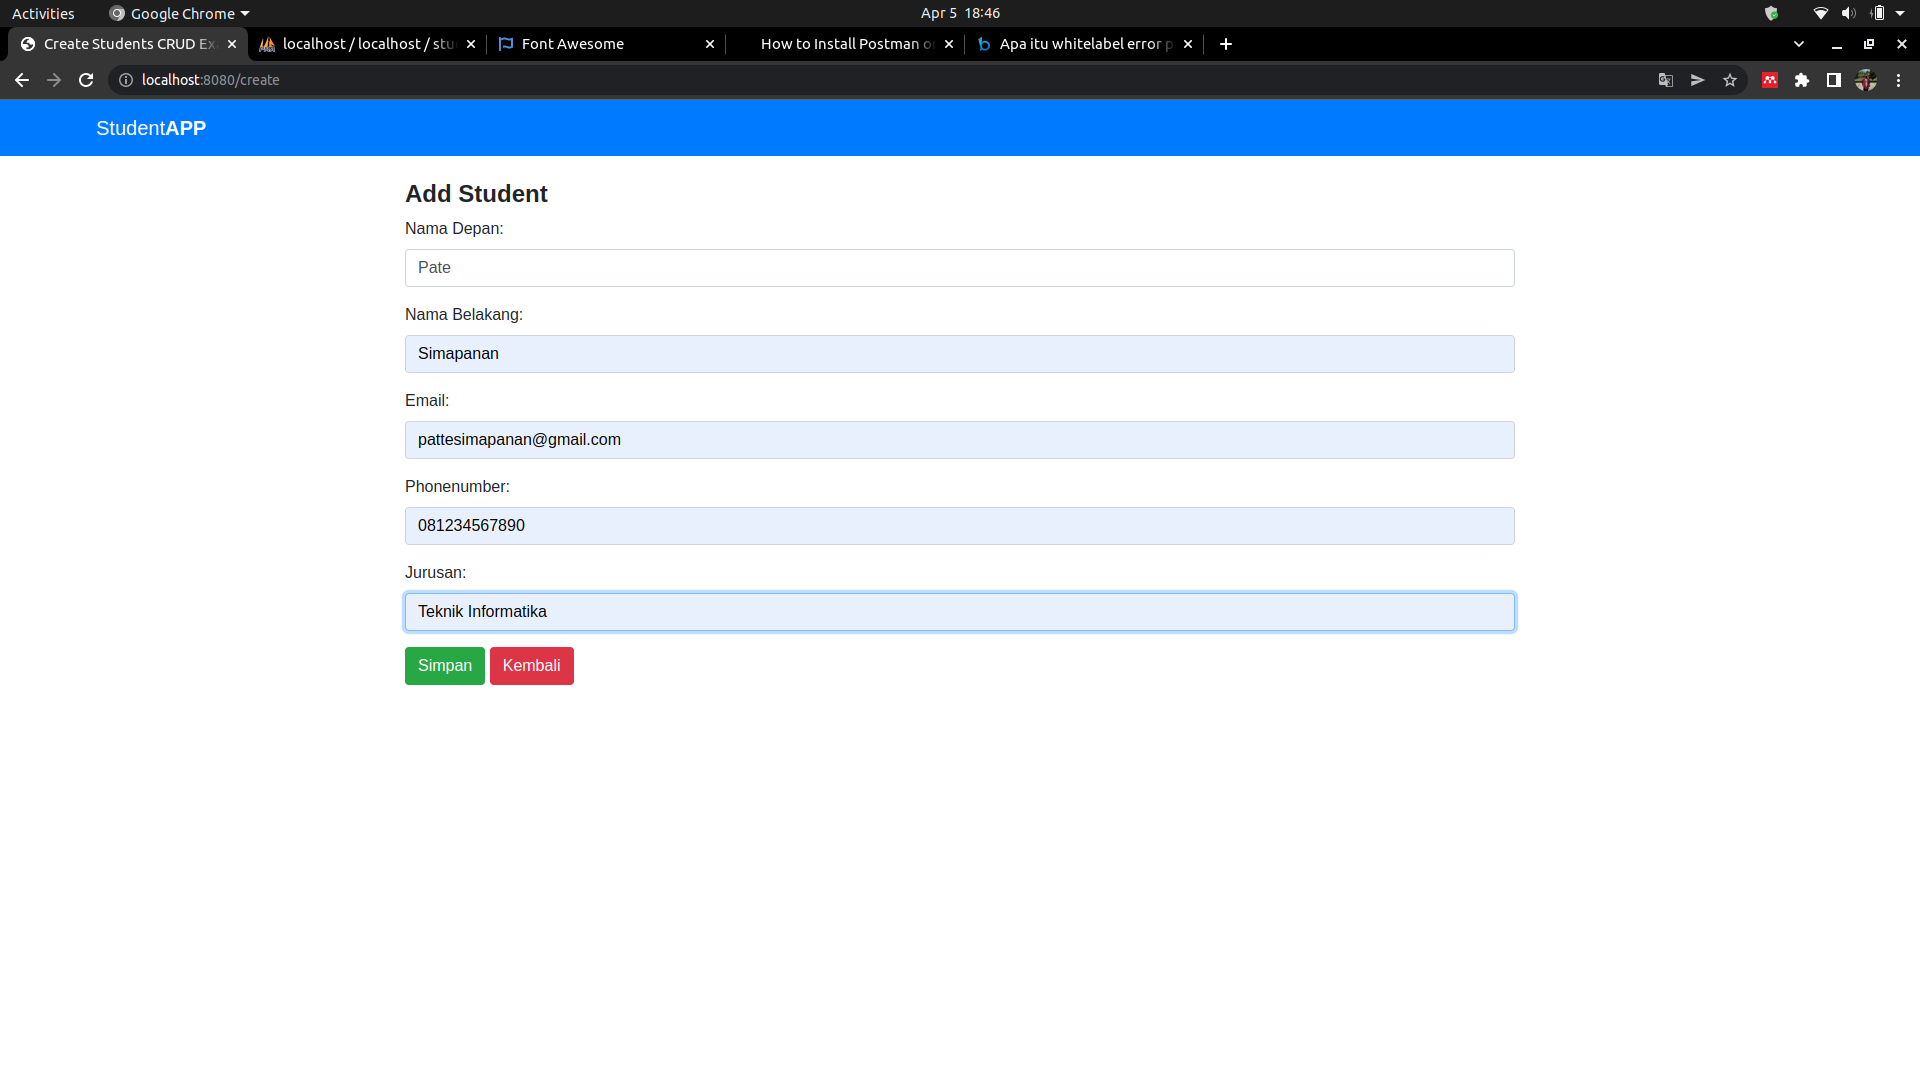 Activities Google Chrome Apr 5 18:46
Create Students CRUD Ex localhost / localhost / stu Font Awesome How to Install Postman o Apa itu whitelabel error p
localhost:8080/create
StudentAPP
Add Student
Nama Depan:
Pate
Nama Belakang:
Simapanan
Email:
pattesimapanan@gmail.com
Phonenumber:
081234567890
Jurusan:
Teknik Informatika
Simpan Kembali